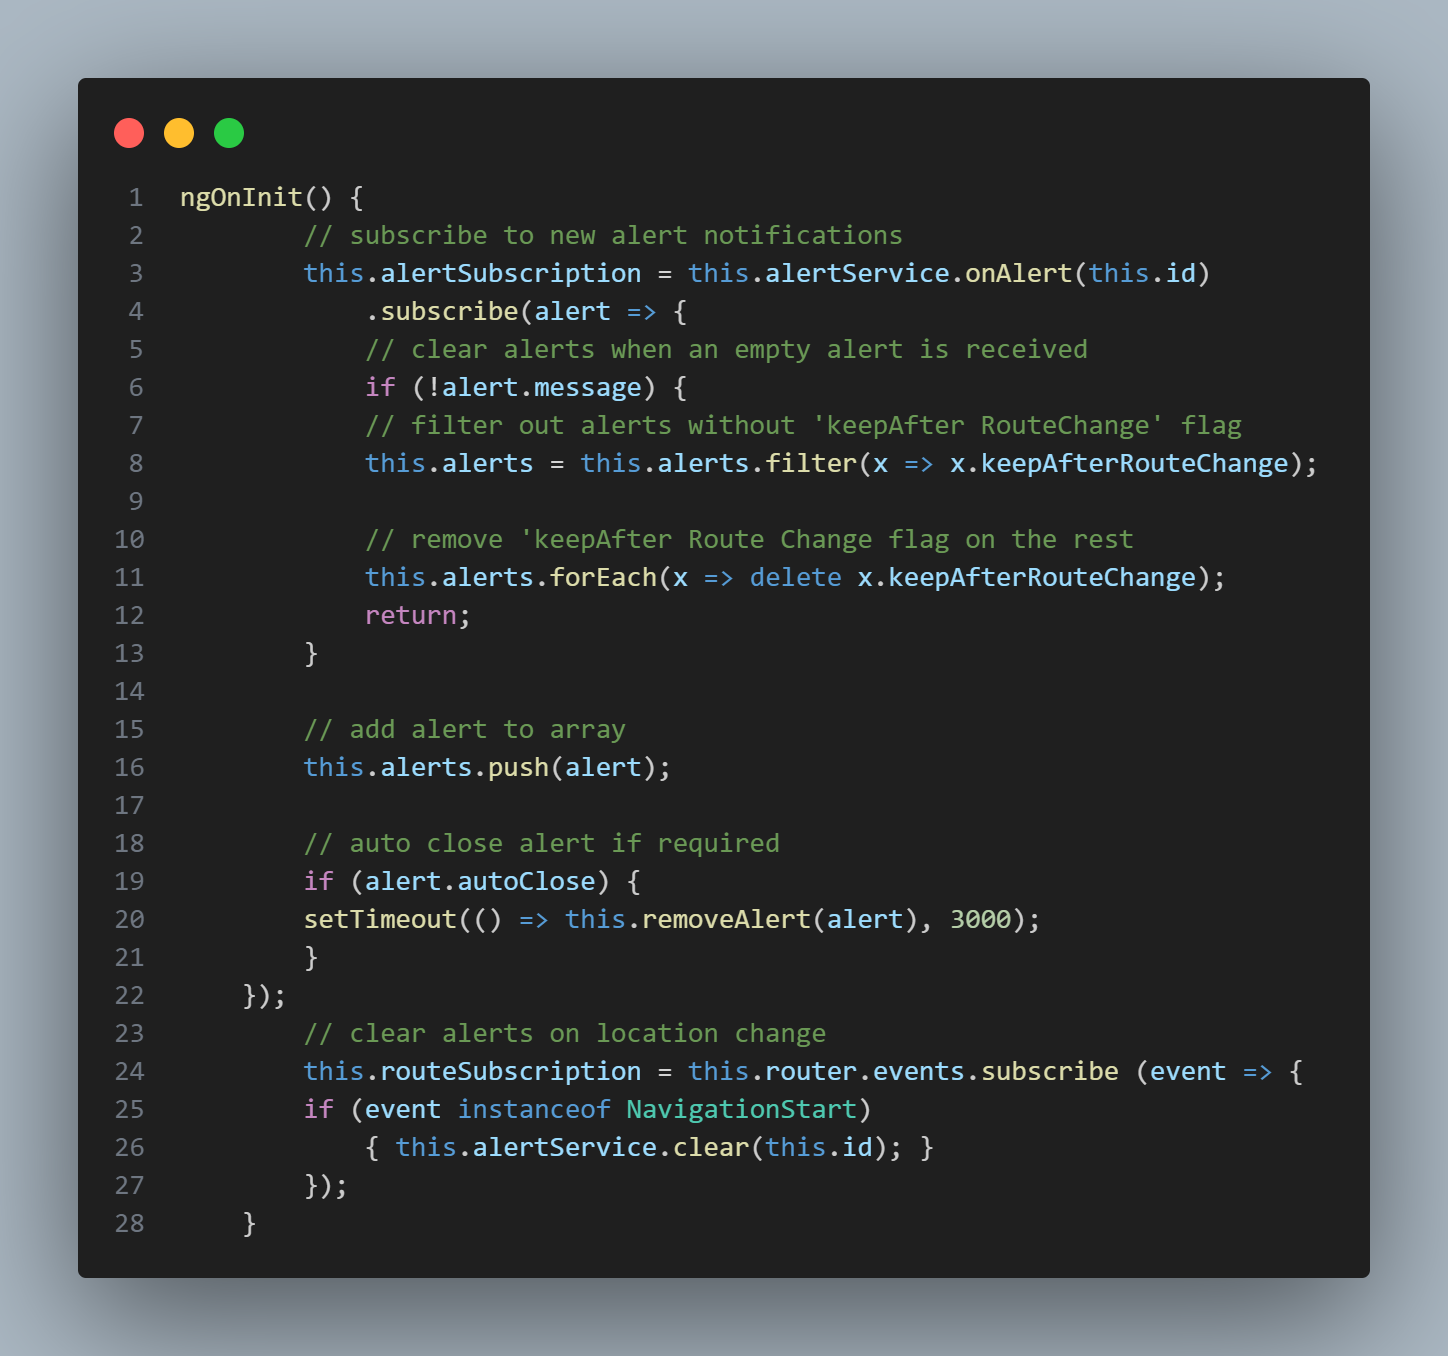 1 ngOnInit() {
2 // subscribe to new alert notifications
3 this.alertSubscription = this.alertService.onAlert(this.id)
4 .subscribe(alert => {
5 // clear alerts when an empty alert is received
6 if (!alert.message) {
7 // filter out alerts without 'keepAfter RouteChange' flag
8 this.alerts = this.alerts.filter(x => x.keepAfterRouteChange);
9
10 // remove 'keepAfter Route Change flag on the rest
11 this.alerts.forEach(x => delete x.keepAfterRouteChange);
12 return;
13 }
14
15 // add alert to array
16 this.alerts.push(alert);
17
18 // auto close alert if required
19 if (alert.autoClose) {
20 setTimeout(() => this.removeAlert(alert), 3000);
21 }
22 });
23 // clear alerts on location change
24 this.routeSubscription = this.router.events.subscribe (event => {
25 if (event instanceof NavigationStart)
26 { this.alertService.clear(this.id); }
27 });
28 }